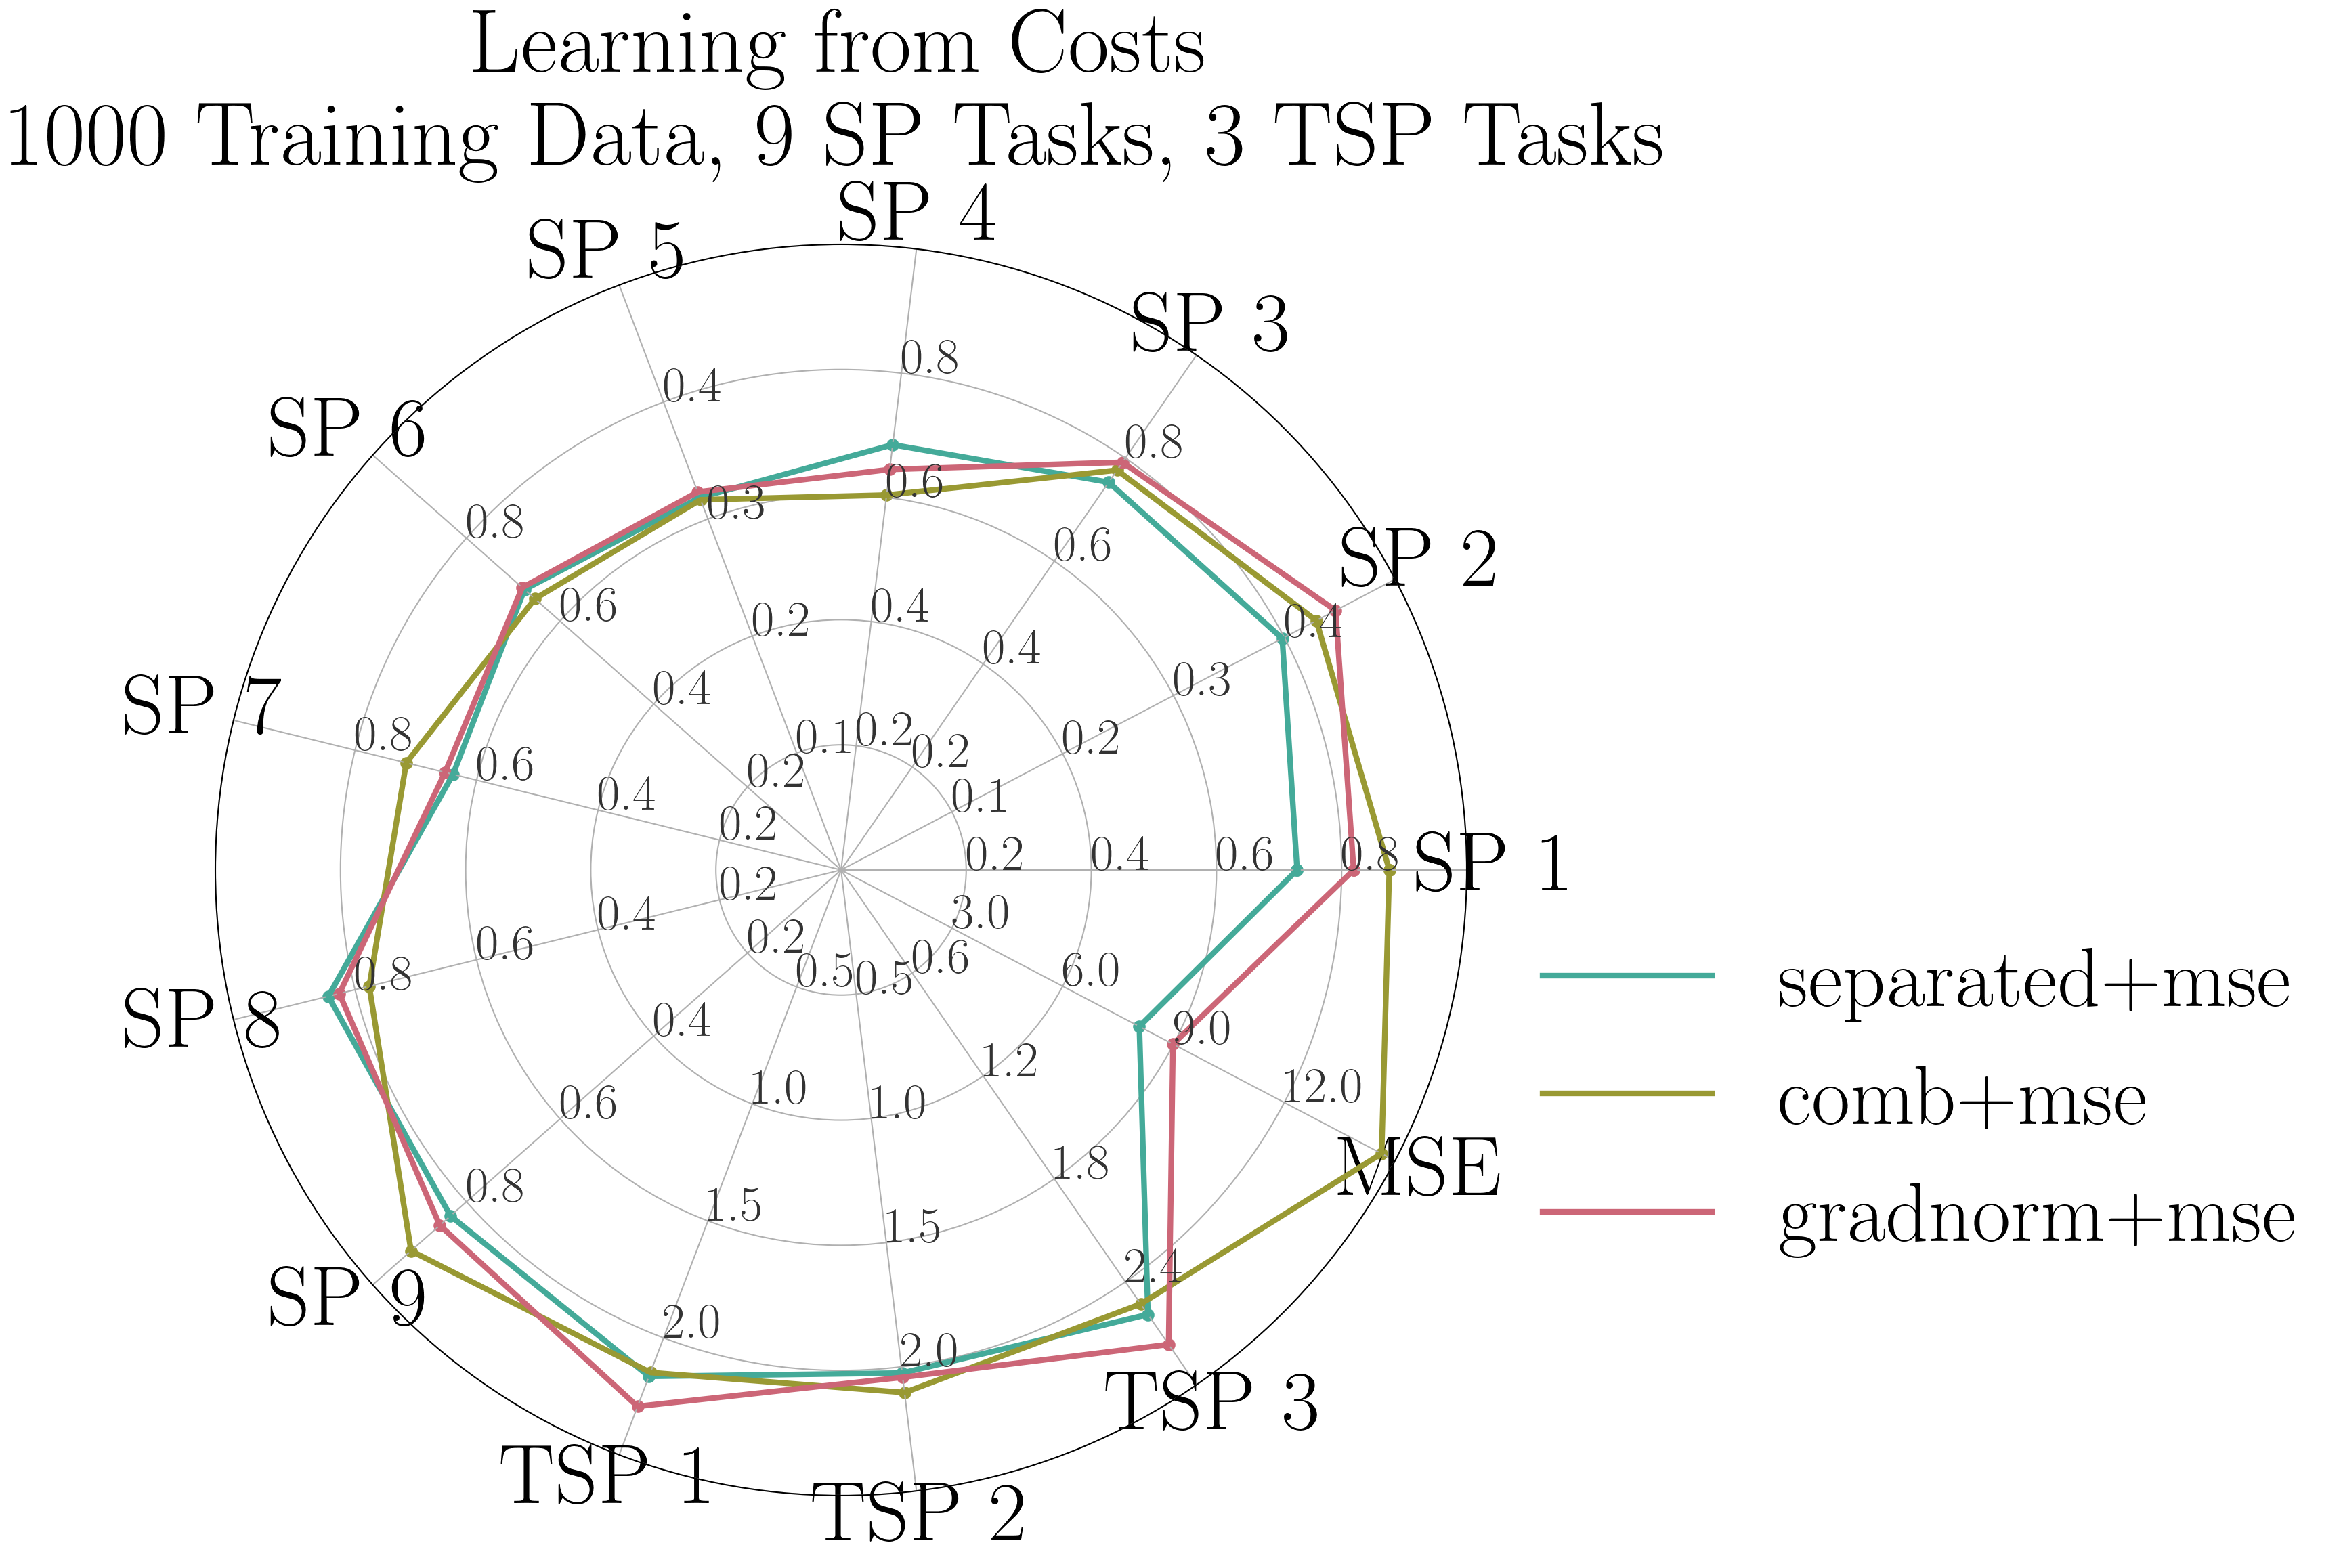 Learning from Costs
1000 Training Data, 9 SP Tasks, 3 TSP Tasks
SP 4
SP 5
SP 3
0.8
0.4
SP 6
0.8
0.8
0.6
0.3
SP 2
0.6
0.6
0.2
0.4
0.4
0.4
0.3
0.4
SP 7
0.8
0.1
0.2
0.2
0.2
0.6
0.2
0.4
0.1
0.2
0.2
0.4
0.6
0.8
SP 1
0.2
0.4
3.0
0.8
0.6
0.2
0.5
0.5
0.6
6.0
SP 8
0.4
9.0
separated+mse
0.6
1.0
1.0
1.2
12.0
comb+mse
0.8
1.5
1.5
1.8
MSE
gradnorm+mse
SP 9
2.0
2.0
2.4
TSP 3
TSP 1
TSP 2